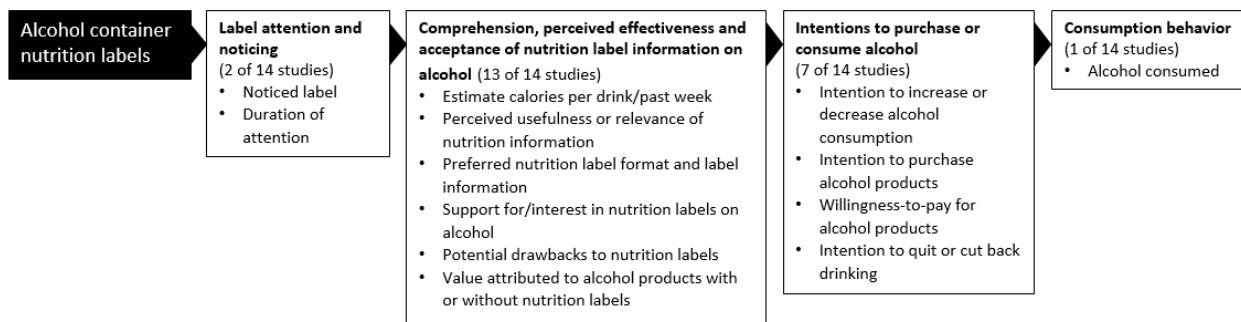 Alcohol container
nutrition labels
Label attention and
noticing
(2 of 14 studies)
• Noticed label
• Duration of
attention
Comprehension, perceived effectiveness and
acceptance of nutrition label information on
alcohol (13 of 14 studies)
• Estimate calories per drink/past week
• Perceived usefulness or relevance of
nutrition information
• Preferred nutrition label format and label
information
• Support for/interest in nutrition labels on
alcohol
• Potential drawbacks to nutrition labels
• Value attributed to alcohol products with
or without nutrition labels
Intentions to purchase or
consume alcohol
(7 of 14 studies)
• Intention to increase or
decrease alcohol
consumption
• Intention to purchase
alcohol products
• Willingness-to-pay for
alcohol products
• Intention to quit or cut back
drinking
Consumption behavior
(1 of 14 studies)
• Alcohol consumed